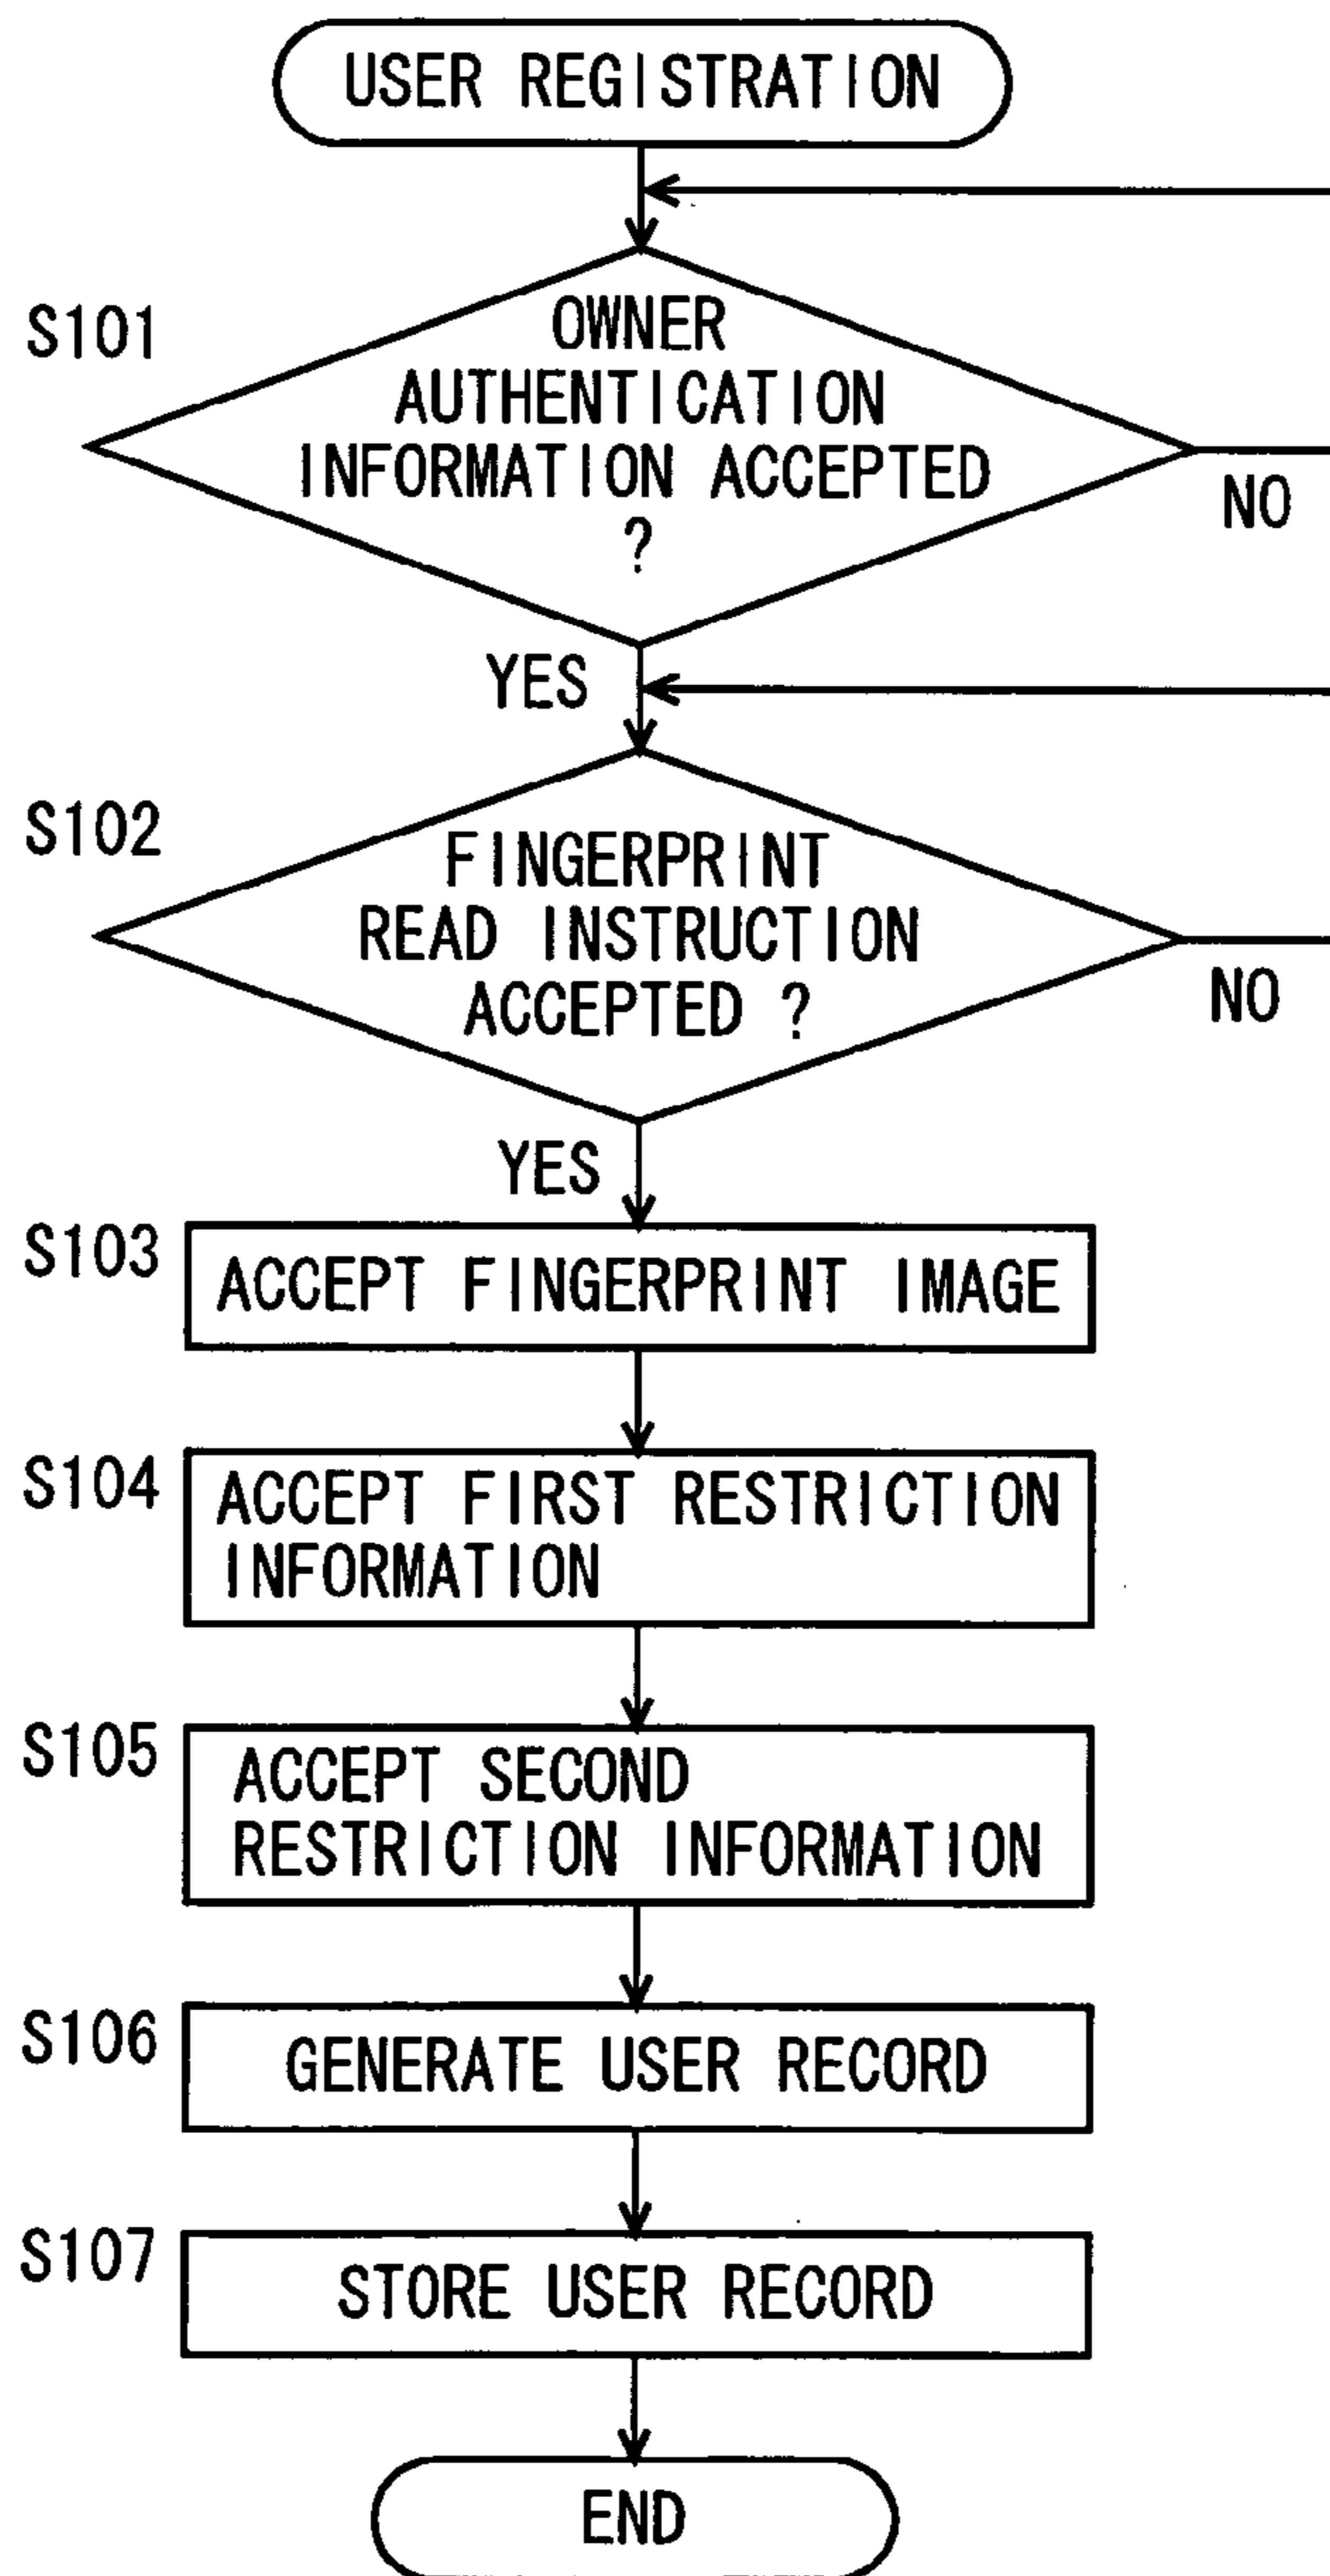 USER REGISTRATION
S101
OWNER
AUTHENTICATION
INFORMATION ACCEPTED
?
NO
YES
S102
FINGERPRINT
READ INSTRUCTION
ACCEPTED ?
NO
YES
S103
ACCEPT FINGERPRINT IMAGE
S104
ACCEPT FIRST RESTRICTION
INFORMATION
S105
ACCEPT SECOND
RESTRICTION INFORMATION
S106
GENERATE USER RECORD
S107
STORE USER RECORD
END